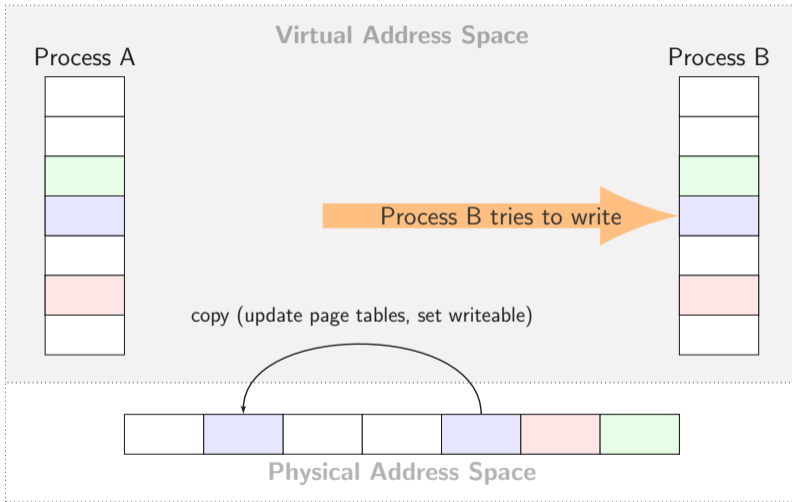 Virtual Address Space
Process A
Process B
Process B tries to write
copy (update page tables, set writeable)
Physical Address Space